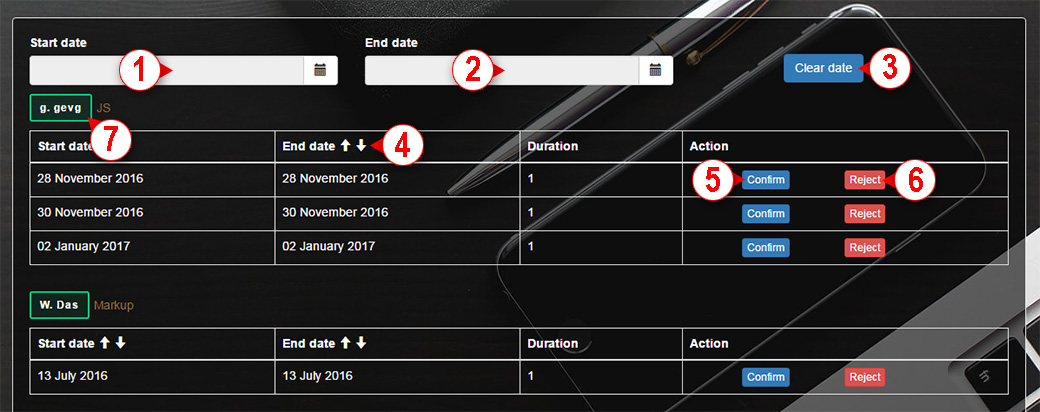 Start date End date
1 2 Clear date 3
g. gevg JS
7
Start date End date 4 Duration Action
28 November 2016 28 November 2016 1 5 Confirm Reject 6
30 November 2016 30 November 2016 1 Confirm Reject
02 January 2017 02 January 2017 1 Confirm Reject
W. Das Markup
Start date End date Duration Action
13 July 2016 13 July 2016 1 Confirm Reject